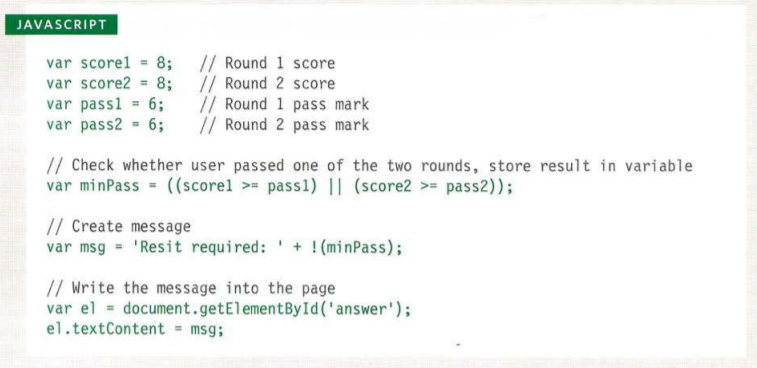 JAVASCRIPT
var score1 = 8;   // Round 1 score
var score2 = 8;   // Round 2 score
var pass1 = 6;    // Round 1 pass mark
var pass2 = 6;    // Round 2 pass mark
// Check whether user passed one of the two rounds, store result in variable
var minPass = ((score1 >= pass1) || (score2 >= pass2));
// Create message
var msg = 'Resit required: ' + !(minPass);
// Write the message into the page
var el = document.getElementById('answer');
el.textContent = msg;